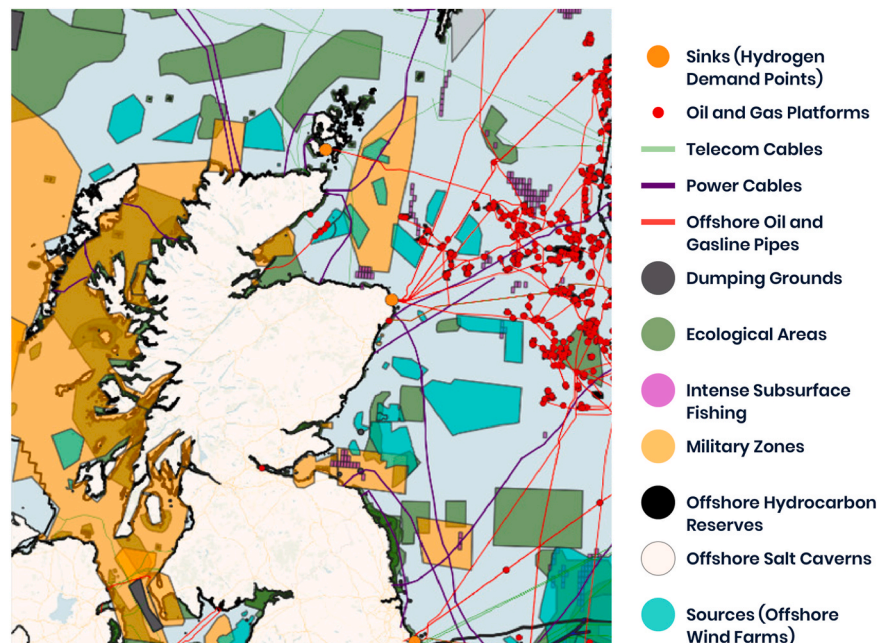 Sinks (Hydrogen
Demand Points)
Oil and Gas Platforms
Telecom Cables
Power Cables
Offshore Oil and
Gasline Pipes
Dumping Grounds
Ecological Areas
Intense Subsurface
Fishing
Military Zones
Offshore Hydrocarbon
Reserves
Offshore Salt Caverns
Sources (Offshore
Wind Farms)